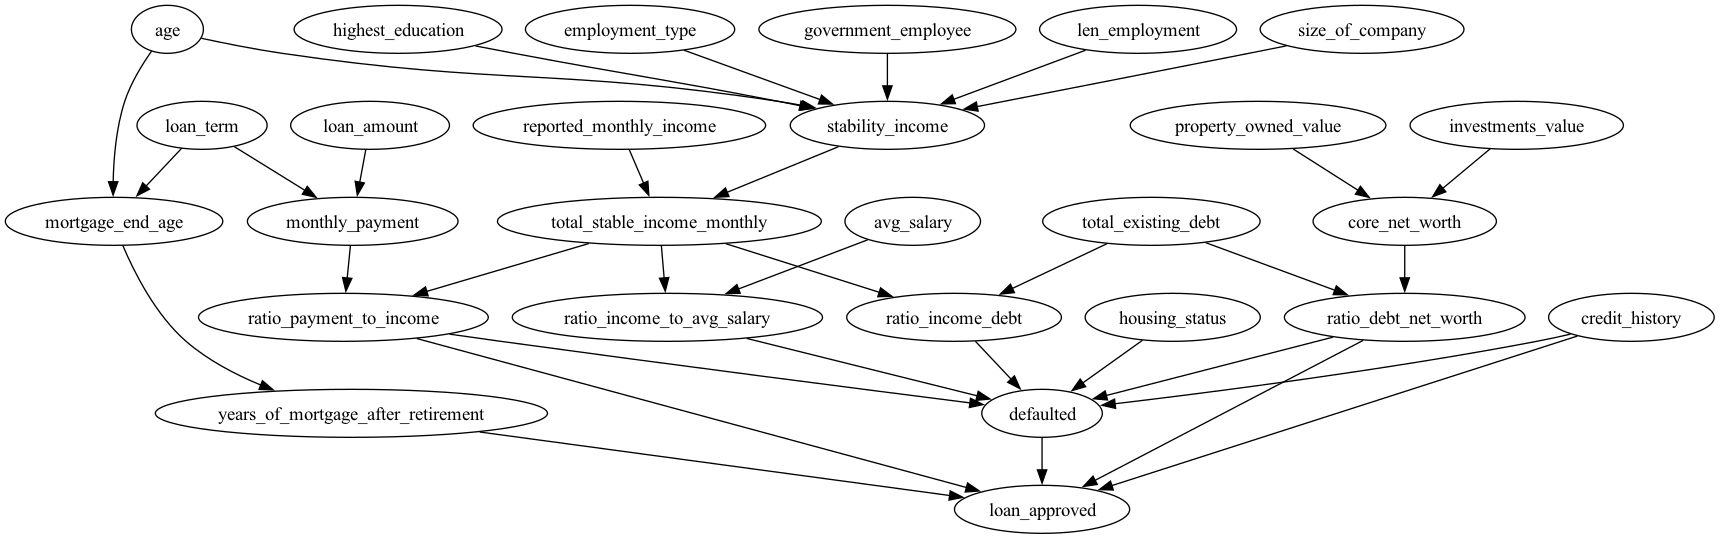 age
highest_education
employment_type
government_employee
len_employment
size_of_company
loan_term
loan_amount
reported_monthly_income
stability_income
property_owned_value
investments_value
mortgage_end_age
monthly_payment
total_stable_income_monthly
avg_salary
total_existing_debt
core_net_worth
ratio_payment_to_income
ratio_income_to_avg_salary
ratio_income_debt
housing_status
ratio_debt_net_worth
credit_history
years_of_mortgage_after_retirement
defaulted
loan_approved